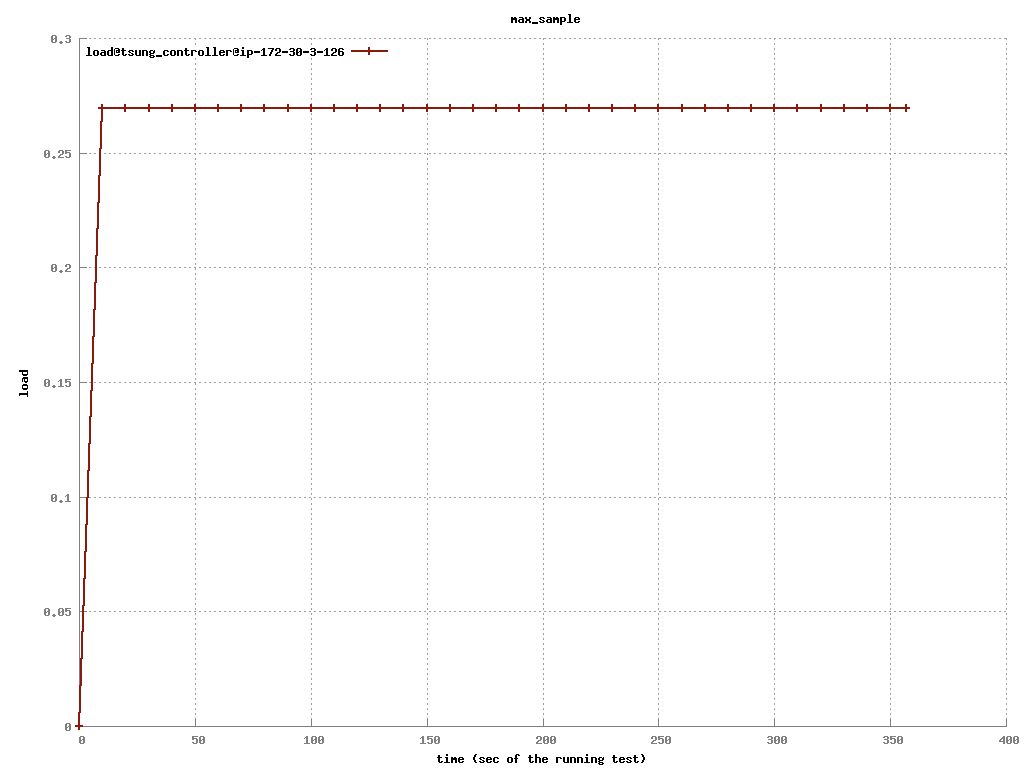 max_sample
load@tsung_controller@ip-172-30-3-126
0.3
0.25
0.2
0.15
0.1
0.05
0
load
0 50 100 150 200 250 300 350 400
time (sec of the running test)